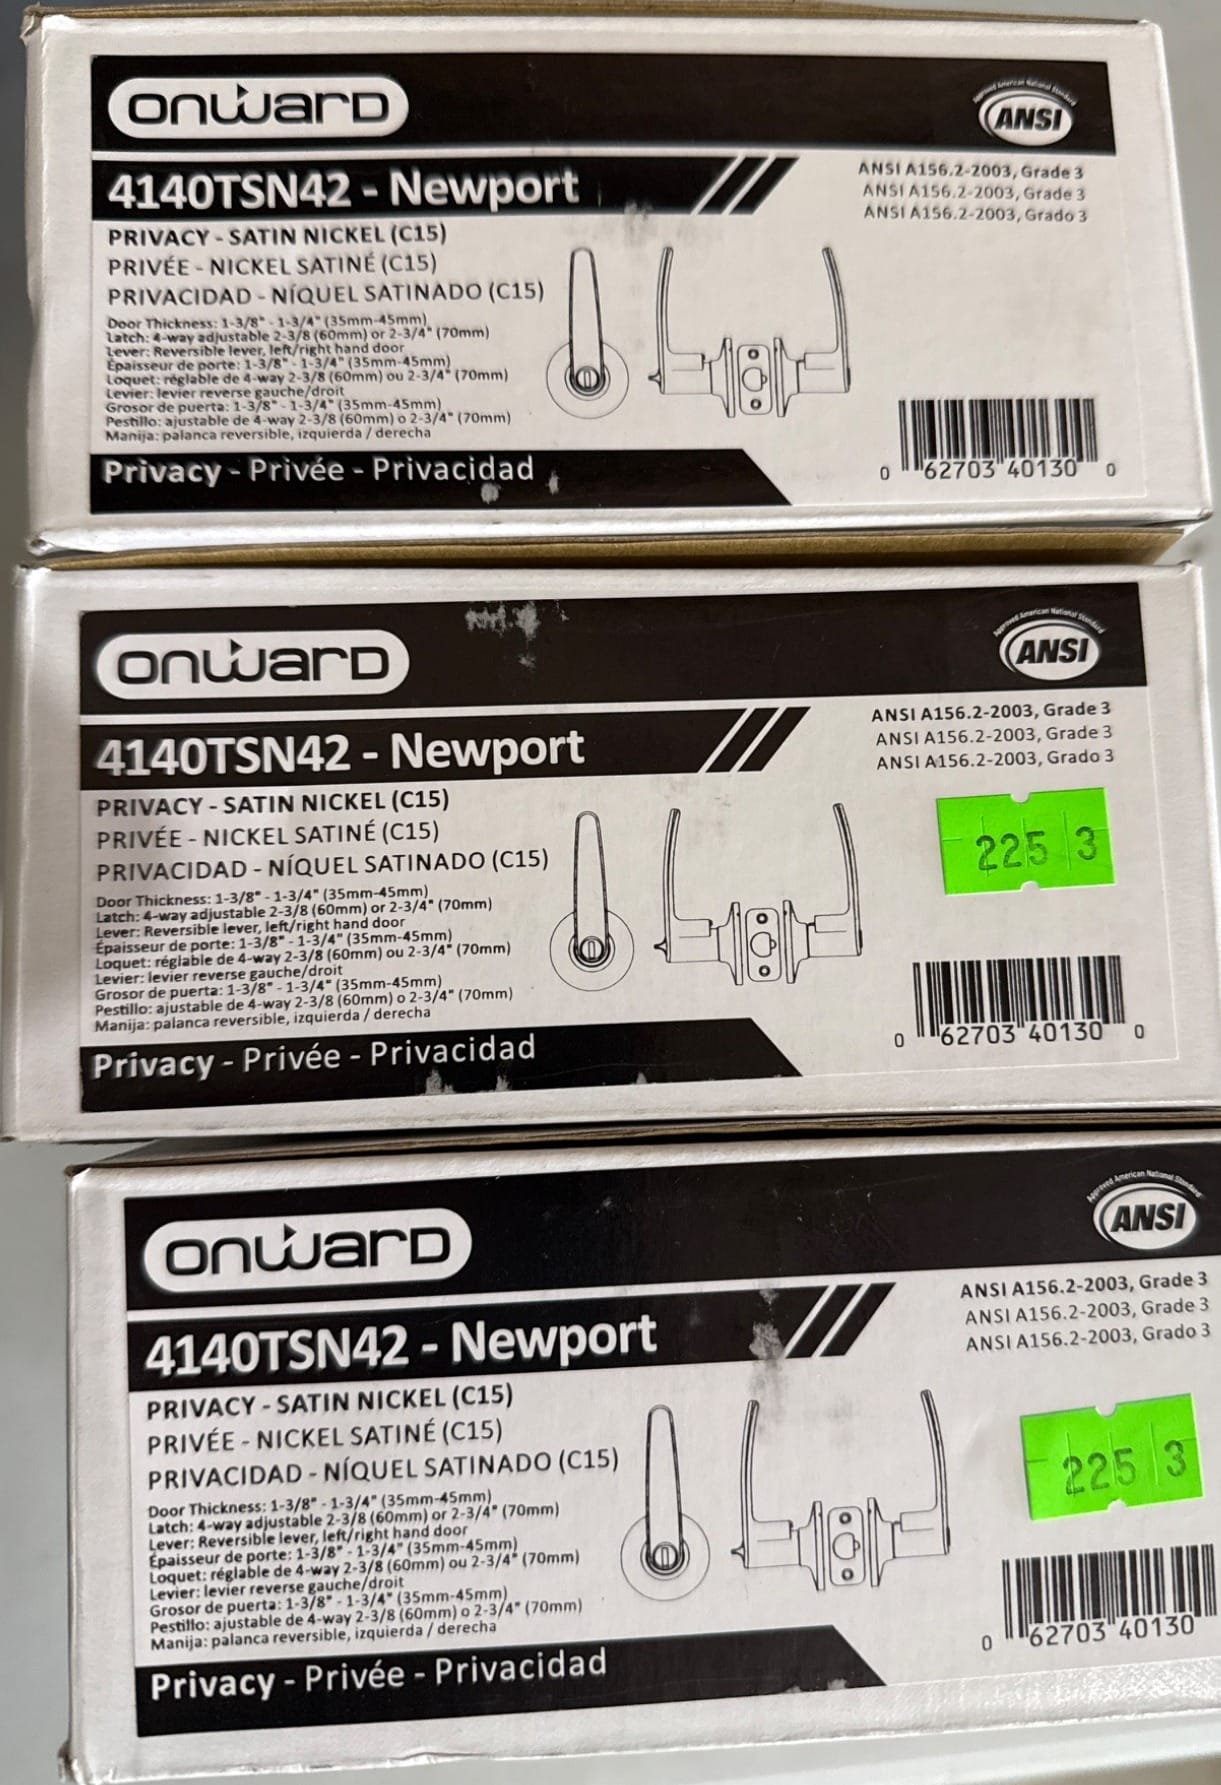 onward
Approved American National Standard
ANSI
4140TSN42 - Newport
ANSI A156.2-2003, Grade 3
ANSI A156.2-2003, Grade 3
ANSI A156.2-2003, Grado 3
PRIVACY - SATIN NICKEL (C15)
PRIVÉE - NICKEL SATINÉ (C15)
PRIVACIDAD - NÍQUEL SATINADO (C15)
Door Thickness: 1-3/8" - 1-3/4" (35mm-45mm)
Latch: 4-way adjustable 2-3/8 (60mm) or 2-3/4" (70mm)
Lever: Reversible lever, left/right hand door
Épaisseur de porte: 1-3/8" - 1-3/4" (35mm-45mm)
Loquet: réglable de 4-way 2-3/8 (60mm) ou 2-3/4" (70mm)
Levier: levier reverse gauche/droit
Grosor de puerta: 1-3/8" - 1-3/4" (35mm-45mm)
Pestillo: ajustable de 4-way 2-3/8 (60mm) o 2-3/4" (70mm)
Manija: palanca reversible, izquierda / derecha
0 62703 40130 0
Privacy - Privée - Privacidad
onward
Approved American National Standard
ANSI
4140TSN42 - Newport
ANSI A156.2-2003, Grade 3
ANSI A156.2-2003, Grade 3
ANSI A156.2-2003, Grado 3
PRIVACY - SATIN NICKEL (C15)
PRIVÉE - NICKEL SATINÉ (C15)
PRIVACIDAD - NÍQUEL SATINADO (C15)
225 3
Door Thickness: 1-3/8" - 1-3/4" (35mm-45mm)
Latch: 4-way adjustable 2-3/8 (60mm) or 2-3/4" (70mm)
Lever: Reversible lever, left/right hand door
Épaisseur de porte: 1-3/8" - 1-3/4" (35mm-45mm)
Loquet: réglable de 4-way 2-3/8 (60mm) ou 2-3/4" (70mm)
Levier: levier reverse gauche/droit
Grosor de puerta: 1-3/8" - 1-3/4" (35mm-45mm)
Pestillo: ajustable de 4-way 2-3/8 (60mm) o 2-3/4" (70mm)
Manija: palanca reversible, izquierda / derecha
0 62703 40130 0
Privacy - Privée - Privacidad
onward
Approved American National Standard
ANSI
4140TSN42 - Newport
ANSI A156.2-2003, Grade 3
ANSI A156.2-2003, Grade 3
ANSI A156.2-2003, Grado 3
PRIVACY - SATIN NICKEL (C15)
PRIVÉE - NICKEL SATINÉ (C15)
PRIVACIDAD - NÍQUEL SATINADO (C15)
225 3
Door Thickness: 1-3/8" - 1-3/4" (35mm-45mm)
Latch: 4-way adjustable 2-3/8 (60mm) or 2-3/4" (70mm)
Lever: Reversible lever, left/right hand door
Épaisseur de porte: 1-3/8" - 1-3/4" (35mm-45mm)
Loquet: réglable de 4-way 2-3/8 (60mm) ou 2-3/4" (70mm)
Levier: levier reverse gauche/droit
Grosor de puerta: 1-3/8" - 1-3/4" (35mm-45mm)
Pestillo: ajustable de 4-way 2-3/8 (60mm) o 2-3/4" (70mm)
Manija: palanca reversible, izquierda / derecha
0 62703 40130
Privacy - Privée - Privacidad